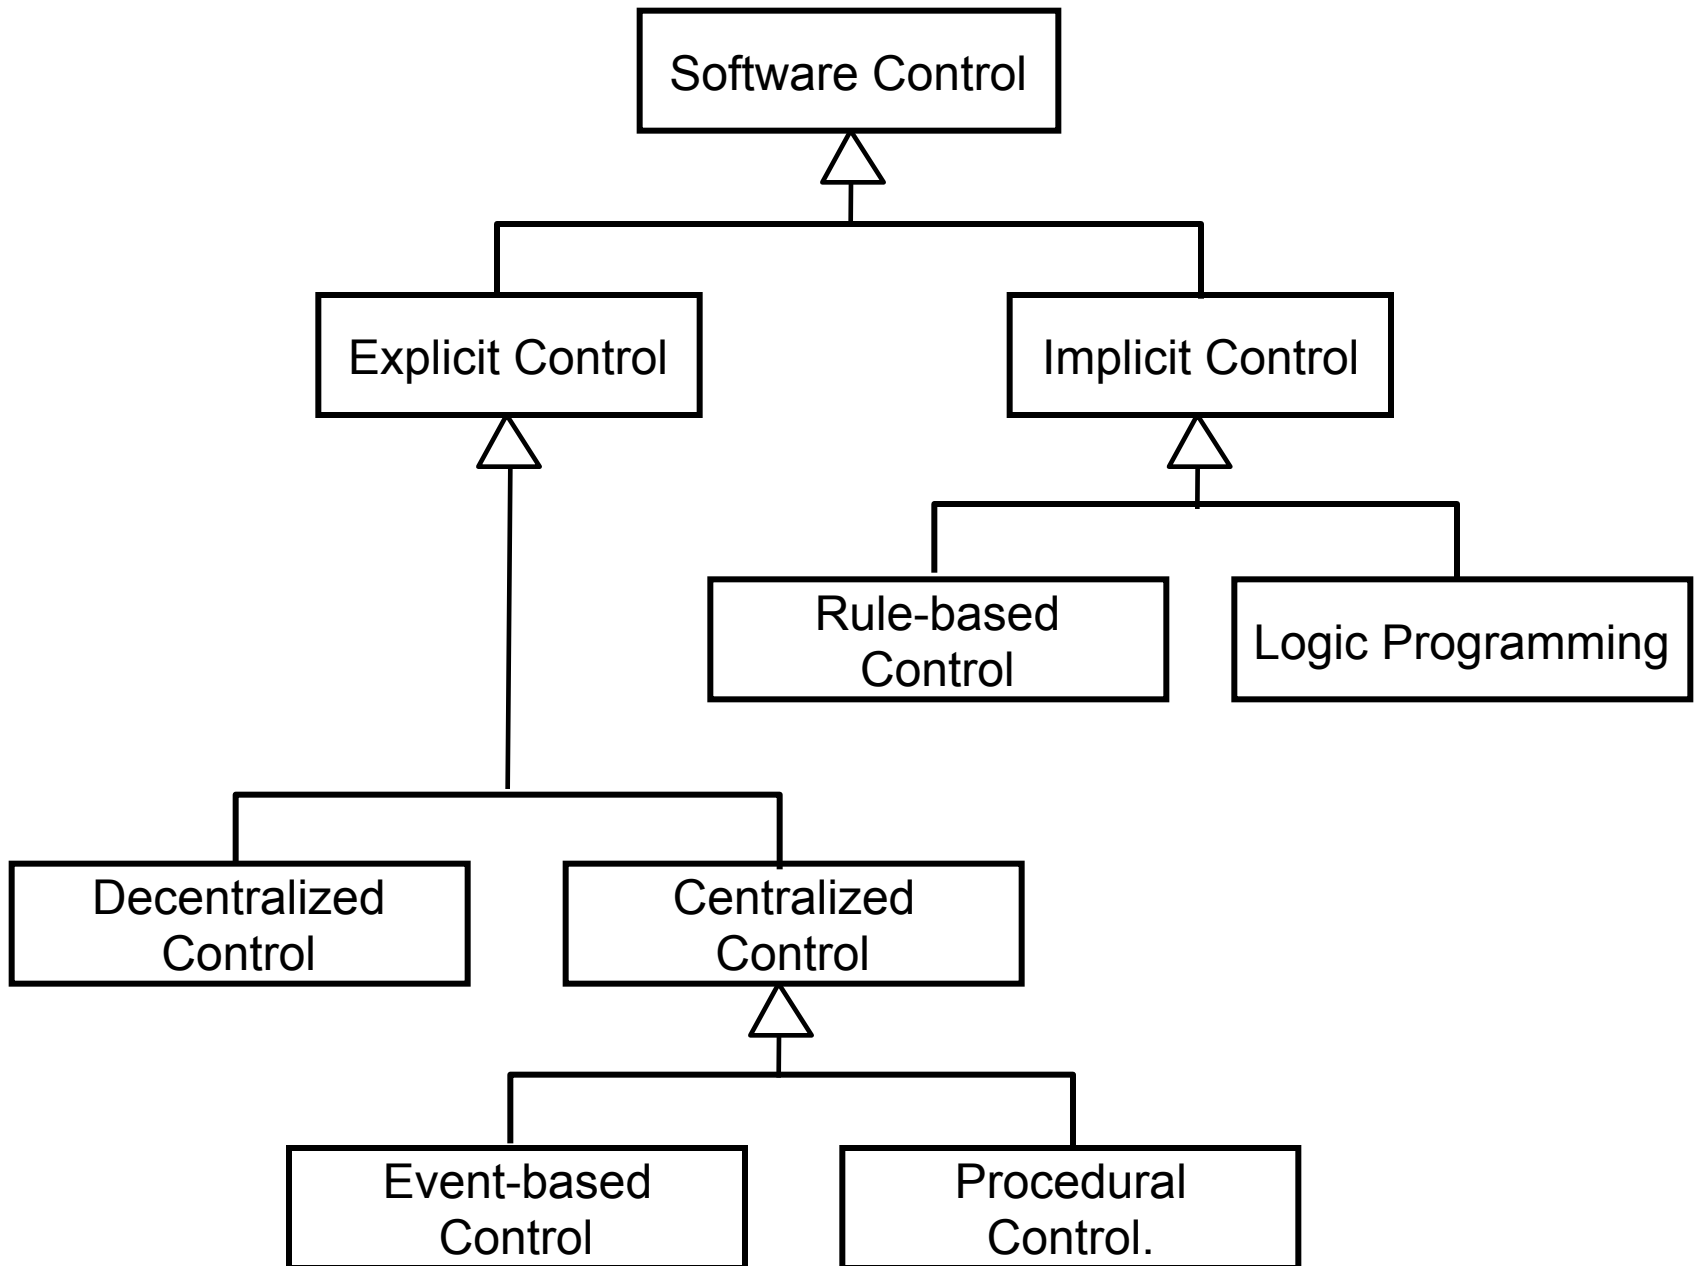 Software Control
Explicit Control
Implicit Control
Rule-based
Control
Logic Programming
Decentralized
Control
Centralized
Control
Event-based
Control
Procedural
Control.